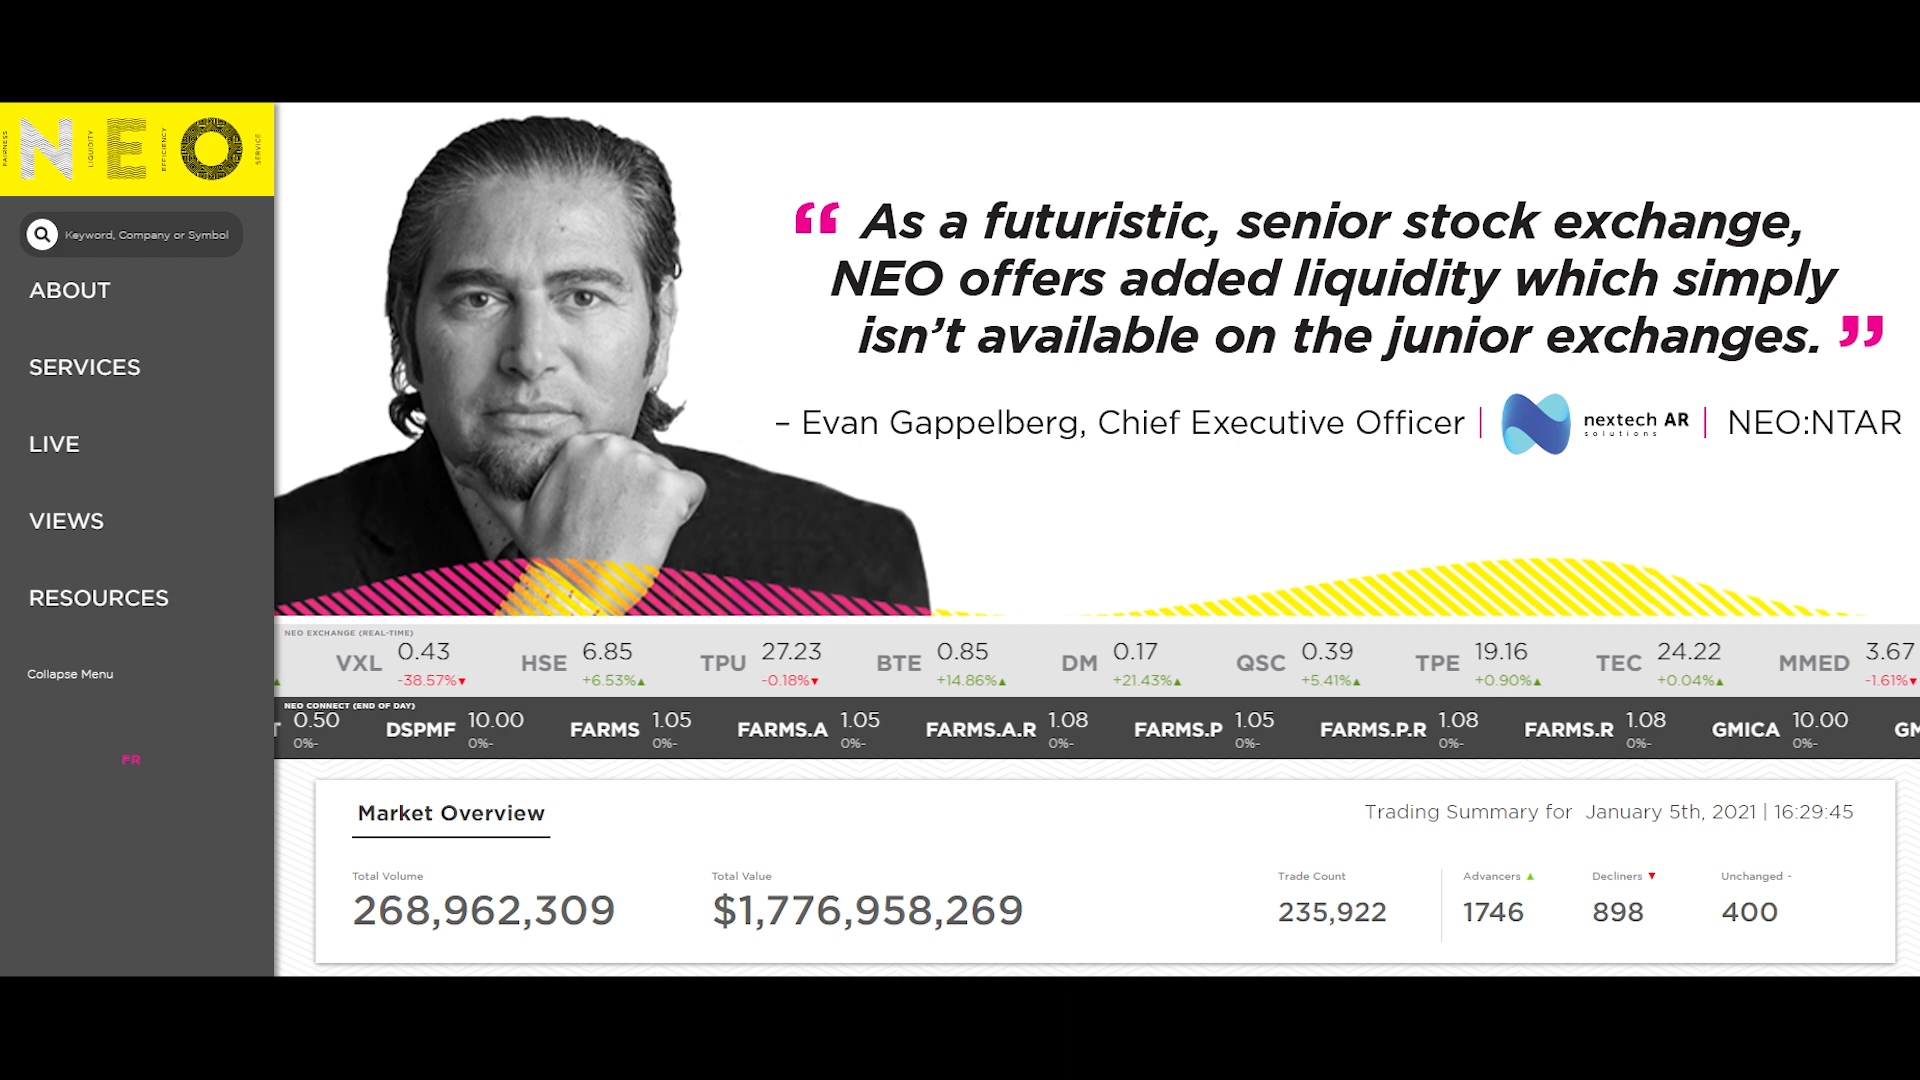 FAIRNESS
NEO
LIQUIDITY
EFFICIENCY
SERVICE
Keyword, Company or Symbol
ABOUT
SERVICES
LIVE
VIEWS
RESOURCES
Collapse Menu
FR
“ As a futuristic, senior stock exchange,
NEO offers added liquidity which simply
isn’t available on the junior exchanges. ”
– Evan Gappelberg, Chief Executive Officer | nextech AR solutions | NEO:NTAR
NEO EXCHANGE (REAL-TIME)
VXL 0.43 -38.57%▼ HSE 6.85 +6.53%▲ TPU 27.23 -0.18%▼ BTE 0.85 +14.86%▲ DM 0.17 +21.43%▲ QSC 0.39 +5.41%▲ TPE 19.16 +0.90%▲ TEC 24.22 +0.04%▲ MMED 3.67 -1.61%▼
NEO CONNECT (END OF DAY)
T 0.50 0%- DSPMF 10.00 0%- FARMS 1.05 0%- FARMS.A 1.05 0%- FARMS.A.R 1.08 0%- FARMS.P 1.05 0%- FARMS.P.R 1.08 0%- FARMS.R 1.08 0%- GMICA 10.00 0%- GM
Market Overview
Trading Summary for January 5th, 2021 | 16:29:45
Total Volume Total Value Trade Count Advancers ▲ Decliners ▼ Unchanged -
268,962,309 $1,776,958,269 235,922 1746 898 400